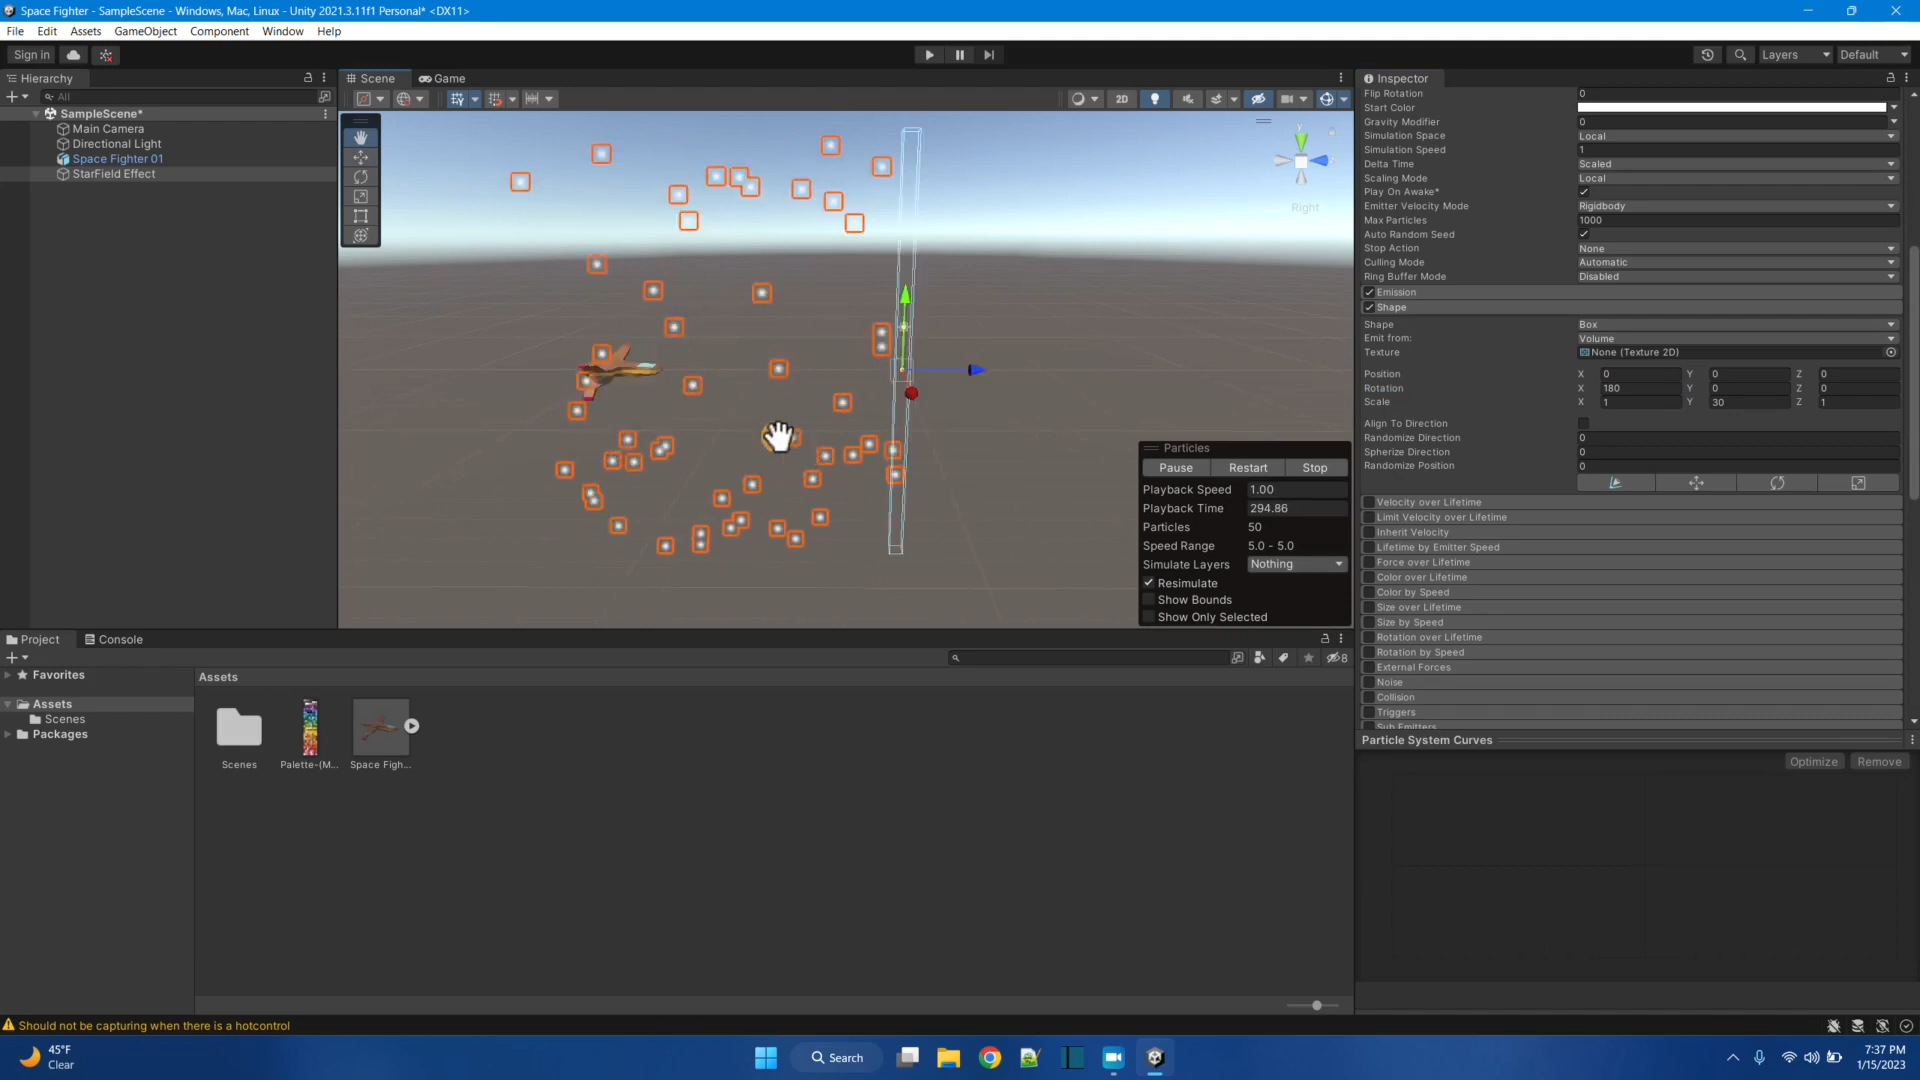 Space Fighter - SampleScene - Windows, Mac, Linux - Unity 2021.3.11f1 Personal* <DX11>
File Edit Assets GameObject Component Window Help
Sign in
Layers Default
Hierarchy
All
SampleScene*
Main Camera
Directional Light
Space Fighter 01
StarField Effect
Scene Game
2D
y
Right
Particles
Pause Restart Stop
Playback Speed 1.00
Playback Time 294.86
Particles 50
Speed Range 5.0 - 5.0
Simulate Layers Nothing
Resimulate
Show Bounds
Show Only Selected
Inspector
Flip Rotation 0
Start Color
Gravity Modifier 0
Simulation Space Local
Simulation Speed 1
Delta Time Scaled
Scaling Mode Local
Play On Awake*
Emitter Velocity Mode Rigidbody
Max Particles 1000
Auto Random Seed
Stop Action None
Culling Mode Automatic
Ring Buffer Mode Disabled
Emission
Shape
Shape Box
Emit from: Volume
Texture None (Texture 2D)
Position X 0 Y 0 Z 0
Rotation X 180 Y 0 Z 0
Scale X 1 Y 30 Z 1
Align To Direction
Randomize Direction 0
Spherize Direction 0
Randomize Position 0
Velocity over Lifetime
Limit Velocity over Lifetime
Inherit Velocity
Lifetime by Emitter Speed
Force over Lifetime
Color over Lifetime
Color by Speed
Size over Lifetime
Size by Speed
Rotation over Lifetime
Rotation by Speed
External Forces
Noise
Collision
Triggers
Sub Emitters
Particle System Curves
Optimize Remove
Project Console
8
Favorites
Assets
Scenes
Packages
Assets
Scenes
Palette-(M...
Space Figh...
Should not be capturing when there is a hotcontrol
45°F
Clear
Search
7:37 PM
1/15/2023